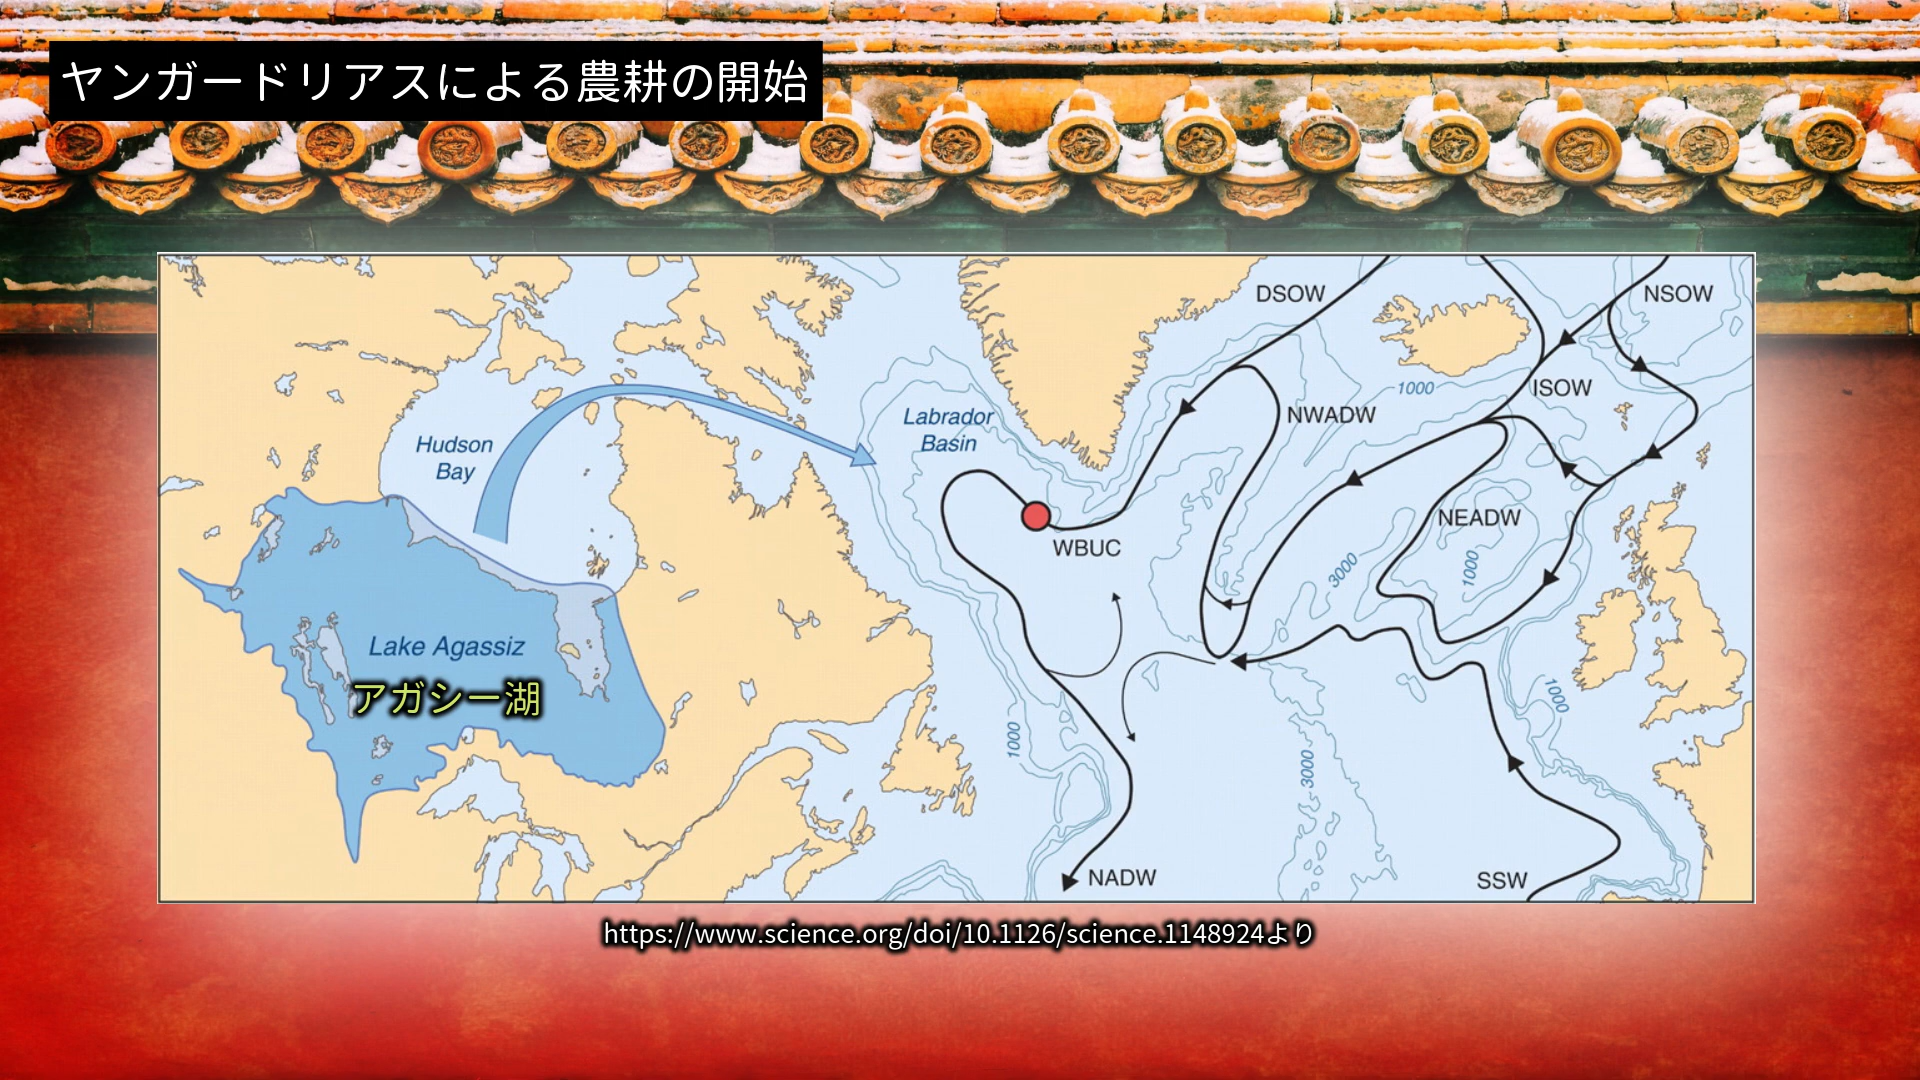 ヤンガードリアスによる農耕の開始
DSOW
NSOW
ISOW
1000
NWADW
Labrador
Basin
Hudson
Bay
NEADW
WBUC
3000
1000
Lake Agassiz
アガシー湖
1000
1000
3000
NADW
SSW
https://www.science.org/doi/10.1126/science.1148924より